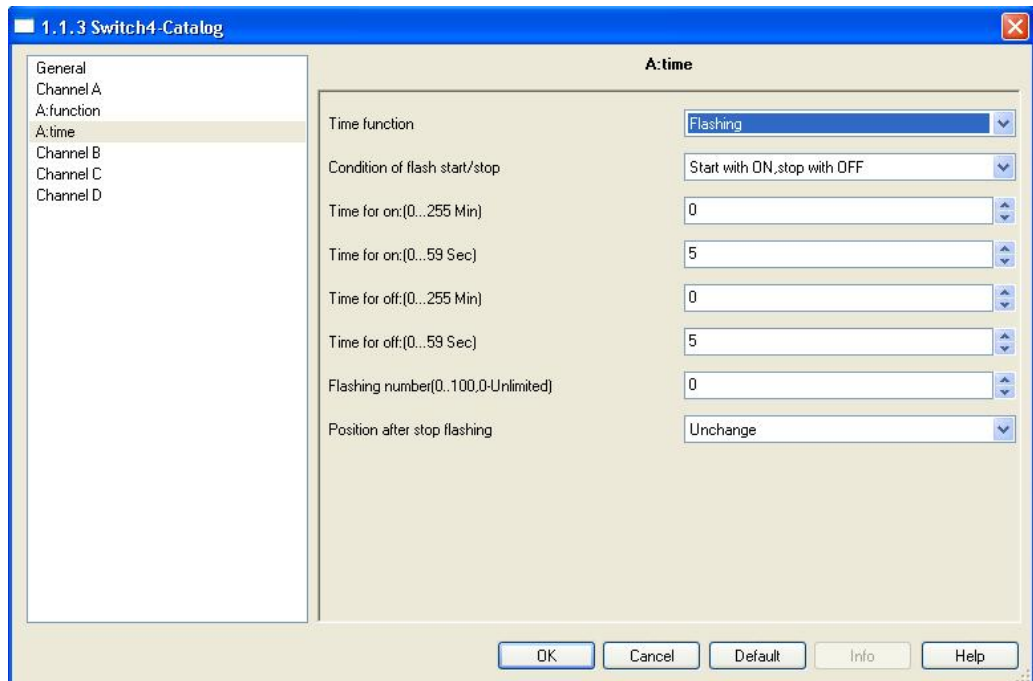 1.1.3 Switch4-Catalog
General
Channel A
A:function
A:time
Channel B
Channel C
Channel D
A:time
Time function
Flashing
Condition of flash start/stop
Start with ON,stop with OFF
Time for on:(0...255 Min)
0
Time for on:(0...59 Sec)
5
Time for off:(0...255 Min)
0
Time for off:(0...59 Sec)
5
Flashing number(0..100,0-Unlimited)
0
Position after stop flashing
Unchange
OK
Cancel
Default
Info
Help